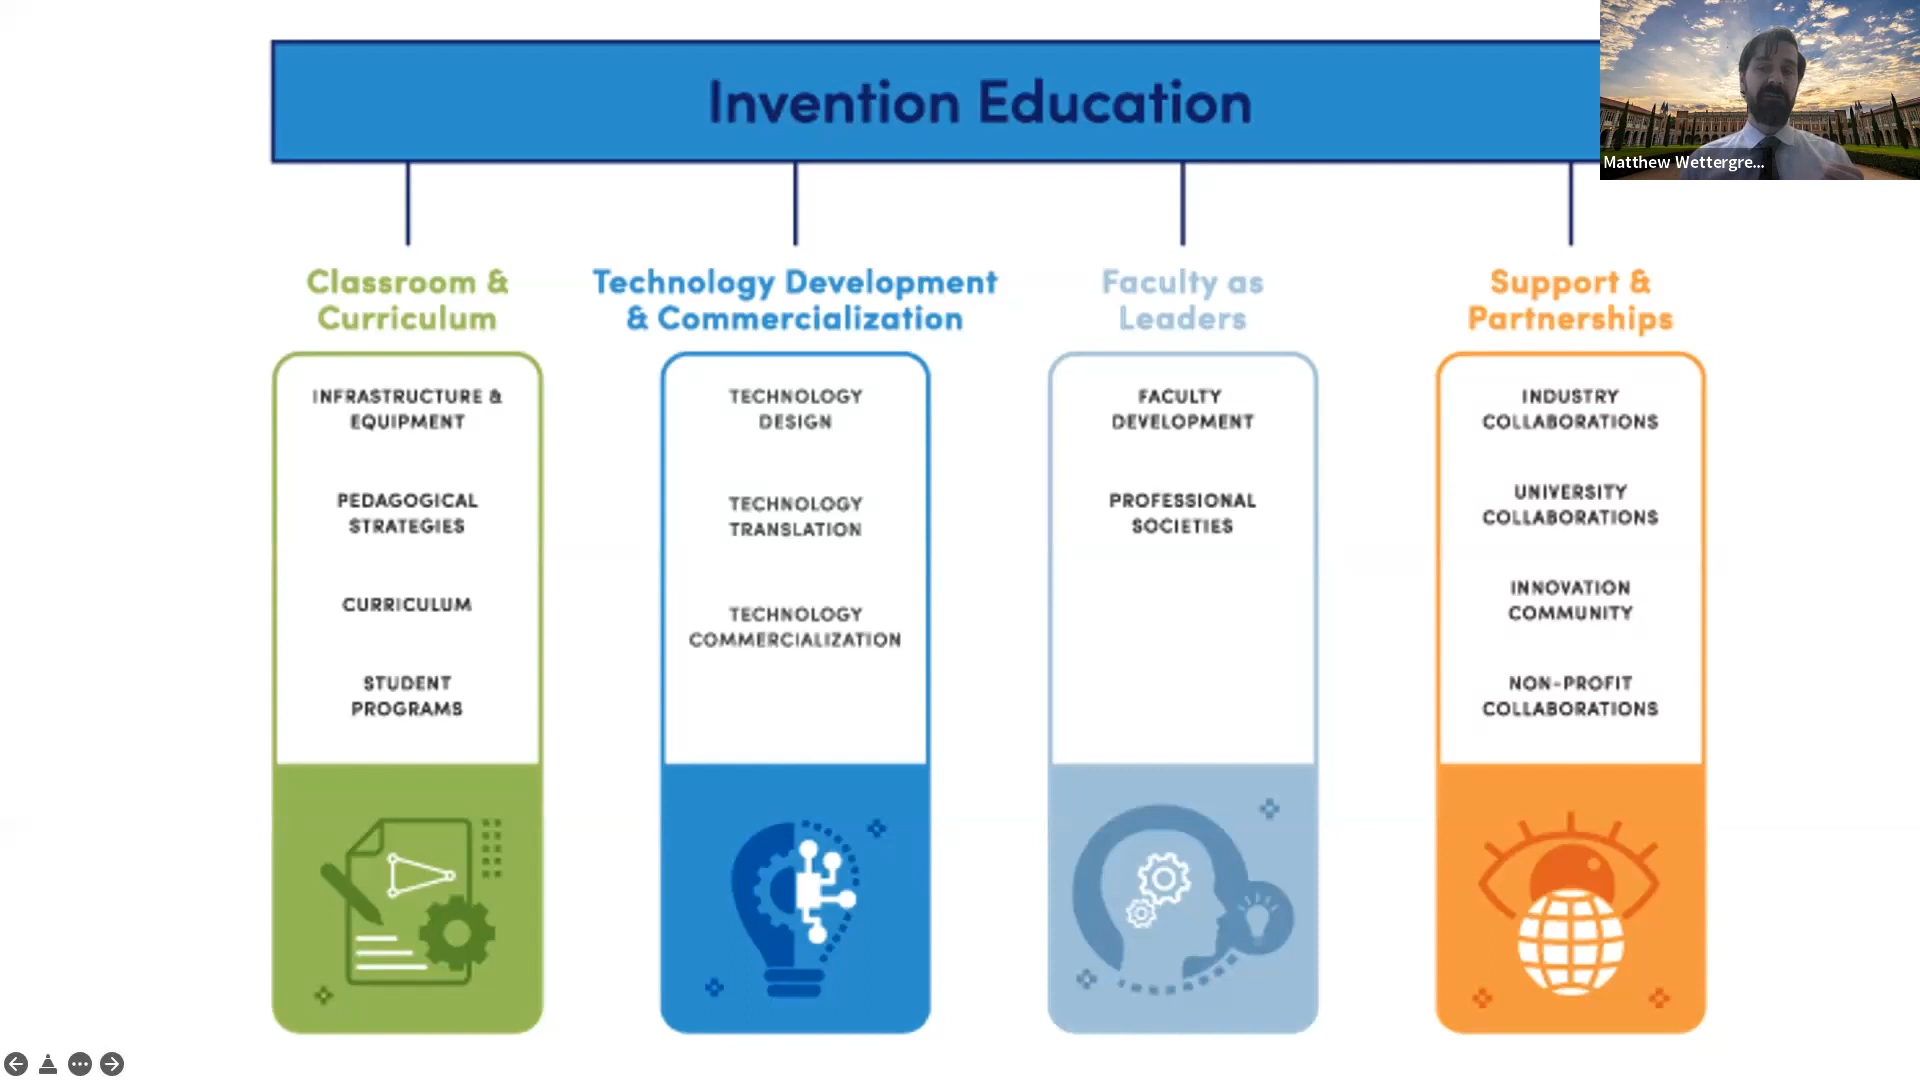 Invention Education
Matthew Wettergre...
Classroom &
Curriculum
INFRASTRUCTURE &
EQUIPMENT
PEDAGOGICAL
STRATEGIES
CURRICULUM
STUDENT
PROGRAMS
Technology Development
& Commercialization
TECHNOLOGY
DESIGN
TECHNOLOGY
TRANSLATION
TECHNOLOGY
COMMERCIALIZATION
Faculty as
Leaders
FACULTY
DEVELOPMENT
PROFESSIONAL
SOCIETIES
Support &
Partnerships
INDUSTRY
COLLABORATIONS
UNIVERSITY
COLLABORATIONS
INNOVATION
COMMUNITY
NON-PROFIT
COLLABORATIONS